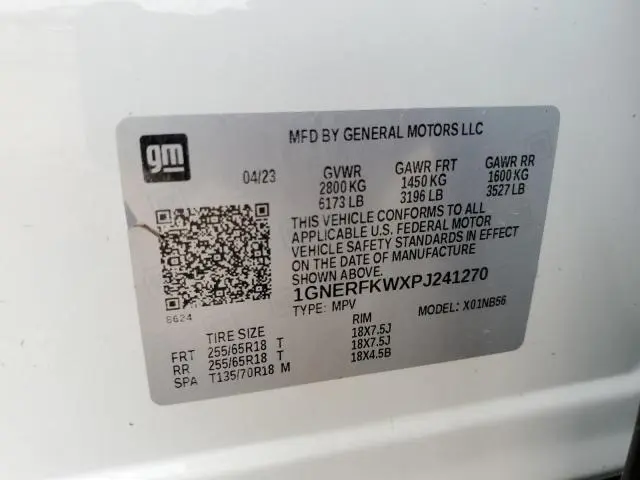 gm
MFD BY GENERAL MOTORS LLC
04/23 GVWR GAWR FRT GAWR RR
2800 KG 1450 KG 1600 KG
6173 LB 3196 LB 3527 LB
THIS VEHICLE CONFORMS TO ALL
APPLICABLE U.S. FEDERAL MOTOR
VEHICLE SAFETY STANDARDS IN EFFECT
ON THE DATE OF MANUFACTURE
SHOWN ABOVE.
1GNERFKWXPJ241270
TYPE: MPV MODEL: X01NB56
8624
TIRE SIZE RIM
FRT 255/65R18 T 18X7.5J
RR 255/65R18 T 18X7.5J
SPA T135/70R18 M 18X4.5B